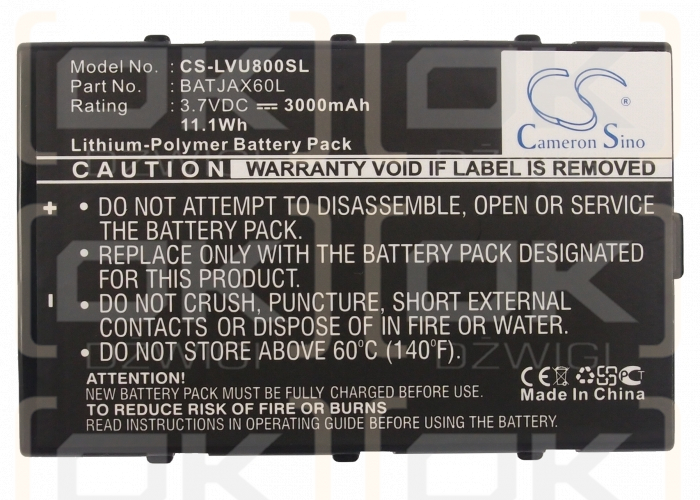 Model No. : CS-LVU800SL
Part No. : BATJAX60L
Rating : 3.7VDC ⎓ 3000mAh
11.1Wh
Lithium-Polymer Battery Pack
CS
Cameron Sino
CAUTION WARRANTY VOID IF LABEL IS REMOVED
+
-
• DO NOT ATTEMPT TO DISASSEMBLE, OPEN OR SERVICE
THE BATTERY PACK.
• REPLACE ONLY WITH THE BATTERY PACK DESIGNATED
FOR THIS PRODUCT.
• DO NOT CRUSH, PUNCTURE, SHORT EXTERNAL
CONTACTS OR DISPOSE OF IN FIRE OR WATER.
• DO NOT STORE ABOVE 60°C (140°F).
ATTENTION!
NEW BATTERY PACK MUST BE FULLY CHARGED BEFORE USE
TO REDUCE RISK OF FIRE OR BURNS
READ INSTRUCTIONS IN OPERATING GUIDE BEFORE USING BATTERY
CE PCT
Made In China
OK
DŹWIGI